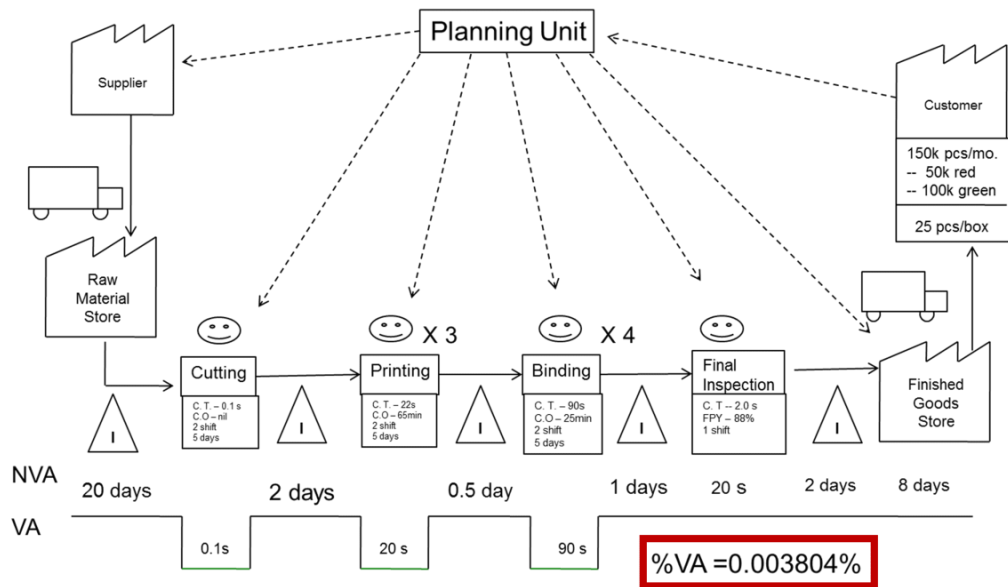 Planning Unit
Supplier
Customer
150k pcs/mo.
-- 50k red
-- 100k green
25 pcs/box
Raw
Material
Store
X 3
X 4
Cutting
Printing
Binding
Final
Inspection
Finished
Goods
Store
C. T. – 0.1 s
C.O – nil
2 shift
5 days
C. T. – 22s
C.O – 65min
2 shift
5 days
C. T. – 90s
C.O – 25min
2 shift
5 days
C. T -- 2.0 s
FPY – 88%
1 shift
I
I
I
I
I
NVA
20 days
2 days
0.5 day
1 days
20 s
2 days
8 days
VA
0.1s
20 s
90 s
%VA =0.003804%